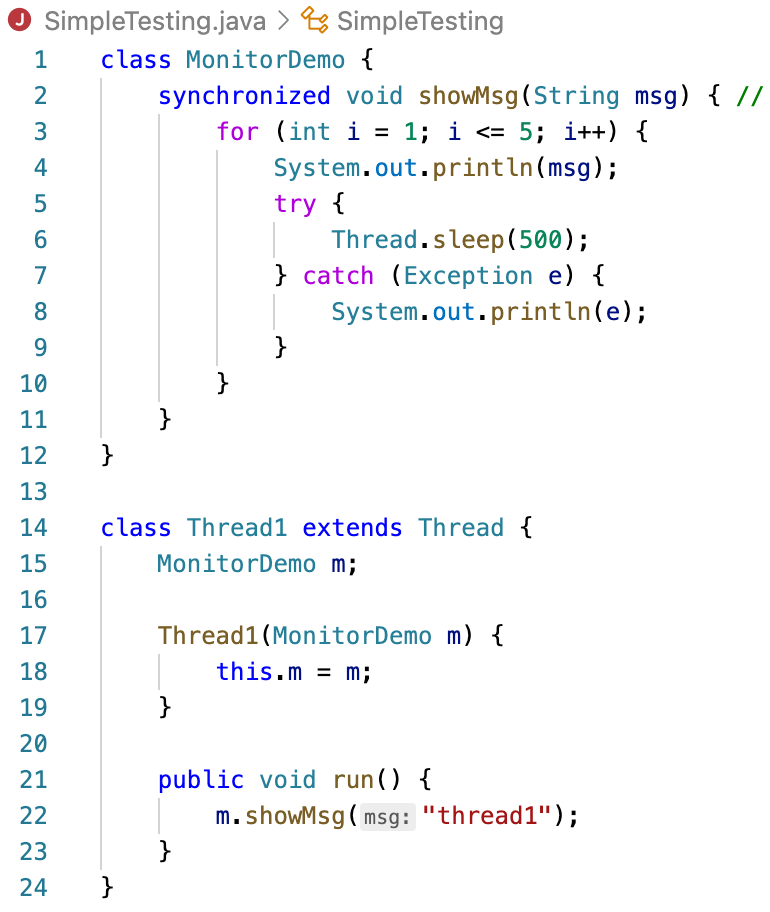 J SimpleTesting.java > SimpleTesting
1 class MonitorDemo {
2     synchronized void showMsg(String msg) { //
3         for (int i = 1; i <= 5; i++) {
4             System.out.println(msg);
5             try {
6                 Thread.sleep(500);
7             } catch (Exception e) {
8                 System.out.println(e);
9             }
10         }
11     }
12 }
13
14 class Thread1 extends Thread {
15     MonitorDemo m;
16
17     Thread1(MonitorDemo m) {
18         this.m = m;
19     }
20
21     public void run() {
22         m.showMsg(msg: "thread1");
23     }
24 }